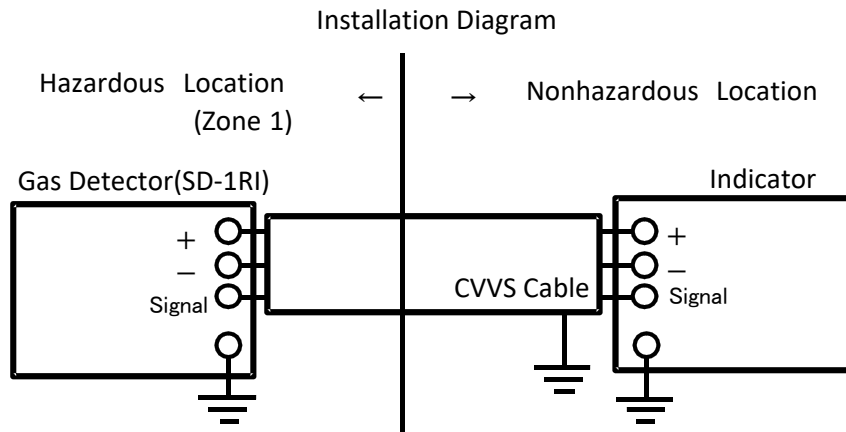 Installation Diagram
Hazardous Location ← → Nonhazardous Location
(Zone 1)
Gas Detector(SD-1RI) Indicator
+ +
− −
Signal CVVS Cable Signal